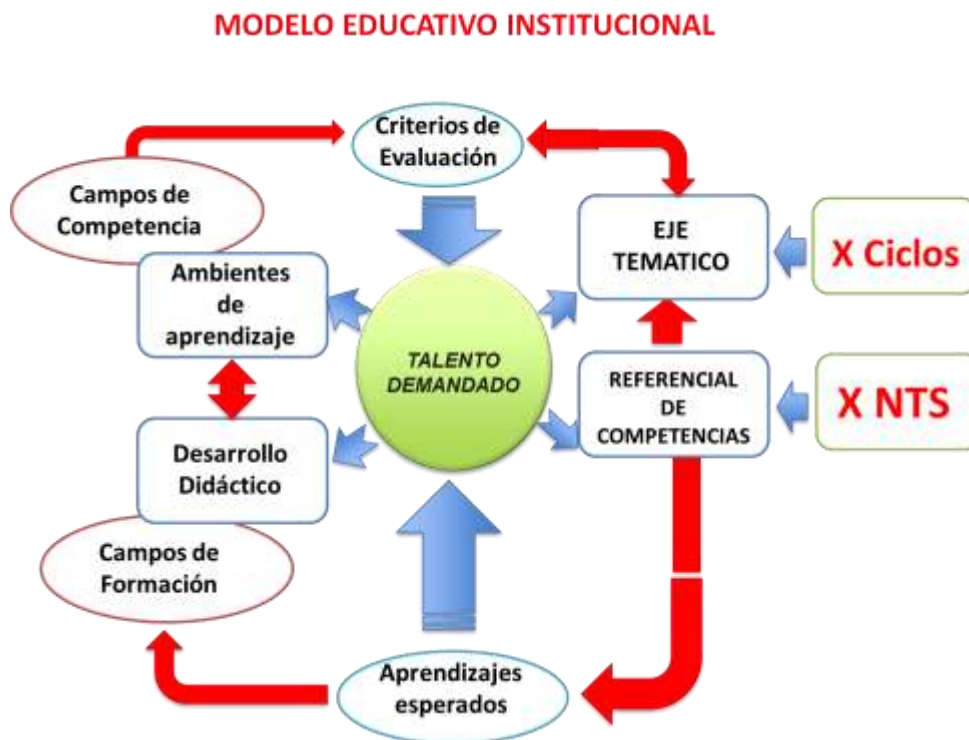 MODELO EDUCATIVO INSTITUCIONAL
Criterios de
Evaluación
Campos de
Competencia
EJE
TEMATICO
X Ciclos
Ambientes
de
aprendizaje
TALENTO
DEMANDADO
REFERENCIAL
DE
COMPETENCIAS
X NTS
Desarrollo
Didáctico
Campos de
Formación
Aprendizajes
esperados